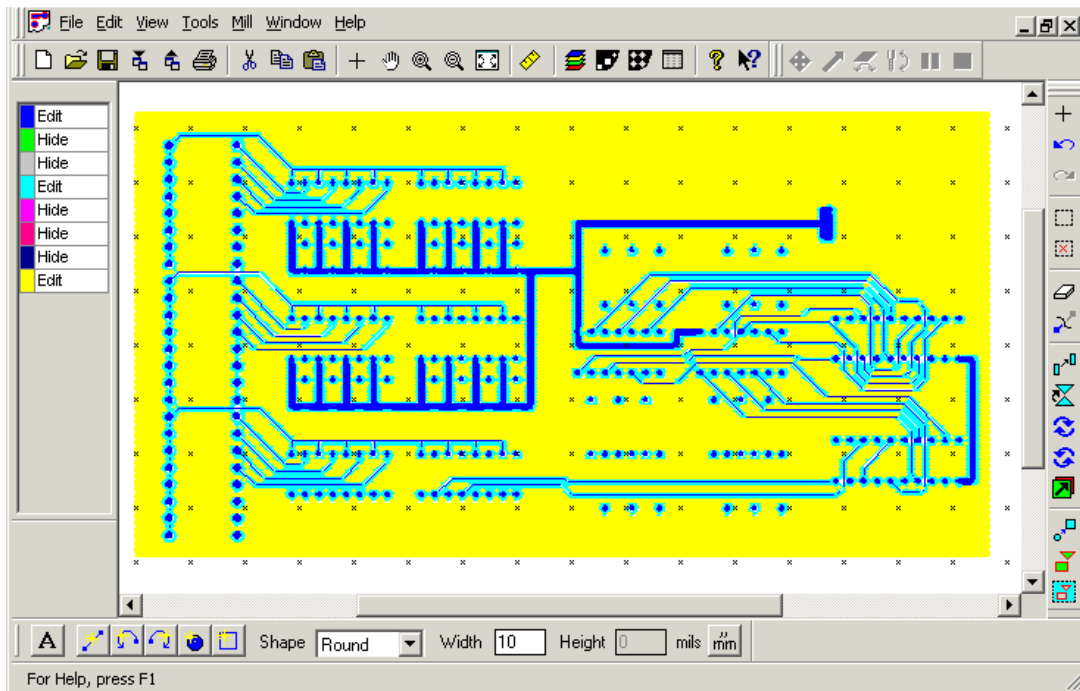 File Edit View Tools Mill Window Help
Edit
Hide
Hide
Edit
Hide
Hide
Hide
Edit
A Shape Round Width 10 Height 0 mils mm
For Help, press F1